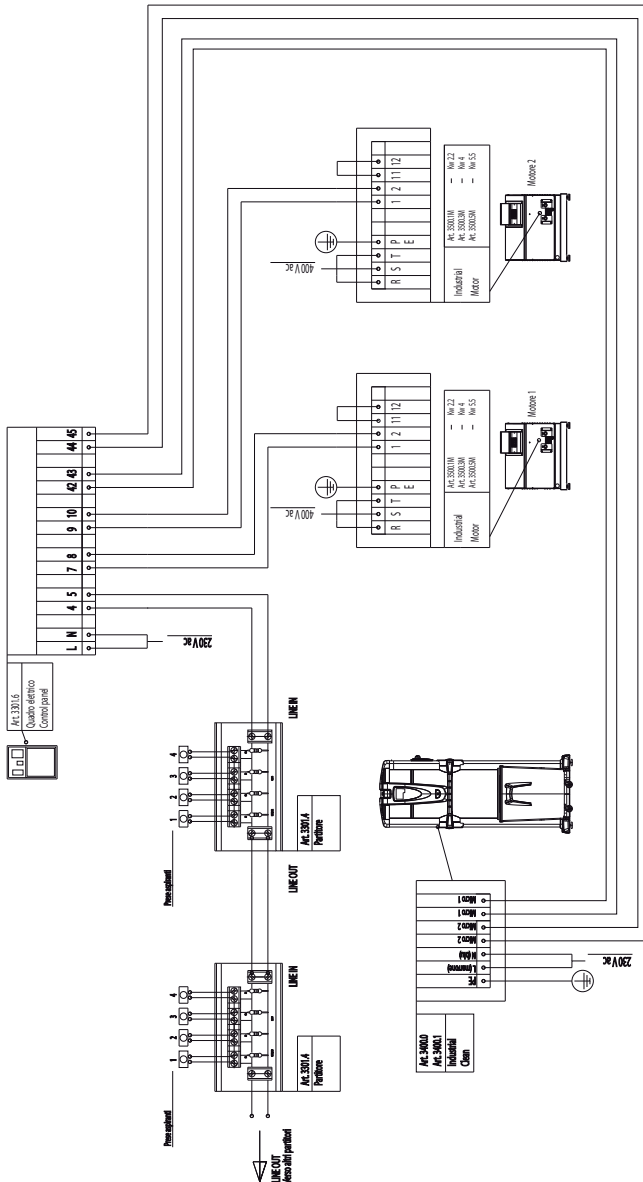 45
44
43
42
10
9
8
7
5
4
N
L
230 V ac
Art. 3301.6
Quadro elettrico
Control panel
12
11
2
1
P E
T
S
R
400 V ac
Industrial
Motor
Art. 3500.1M – Kw 2.2
Art. 3500.3M – Kw 4
Art. 3500.5M – Kw 5.5
Motore 2
12
11
2
1
P E
T
S
R
400 V ac
Industrial
Motor
Art. 3500.1M – Kw 2.2
Art. 3500.3M – Kw 4
Art. 3500.5M – Kw 5.5
Motore 1
Prese aspiranti
1 2 3 4
LINE IN
LINE OUT
Art. 3301.4
Partitore
Prese aspiranti
1 2 3 4
LINE IN
Art. 3301.4
Partitore
LINE OUT
Verso altri partitori
Micro 1
Micro 1
Micro 2
Micro 2
N (blu)
L (marrone)
PE
230 V ac
Art. 3400.0
Art. 3400.1
Industrial
Clean